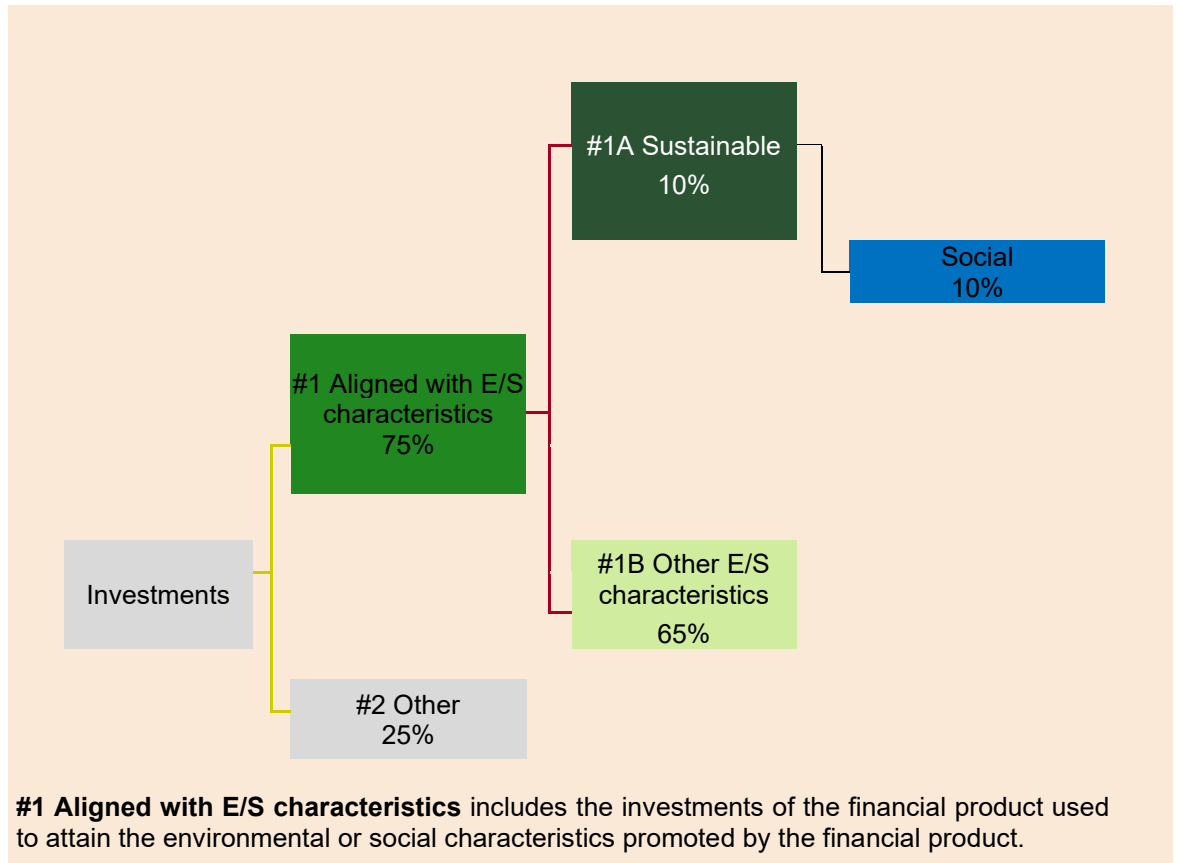 #1A Sustainable
10%
Social
10%
#1 Aligned with E/S
characteristics
75%
#1B Other E/S
characteristics
65%
Investments
#2 Other
25%
#1 Aligned with E/S characteristics includes the investments of the financial product used
to attain the environmental or social characteristics promoted by the financial product.